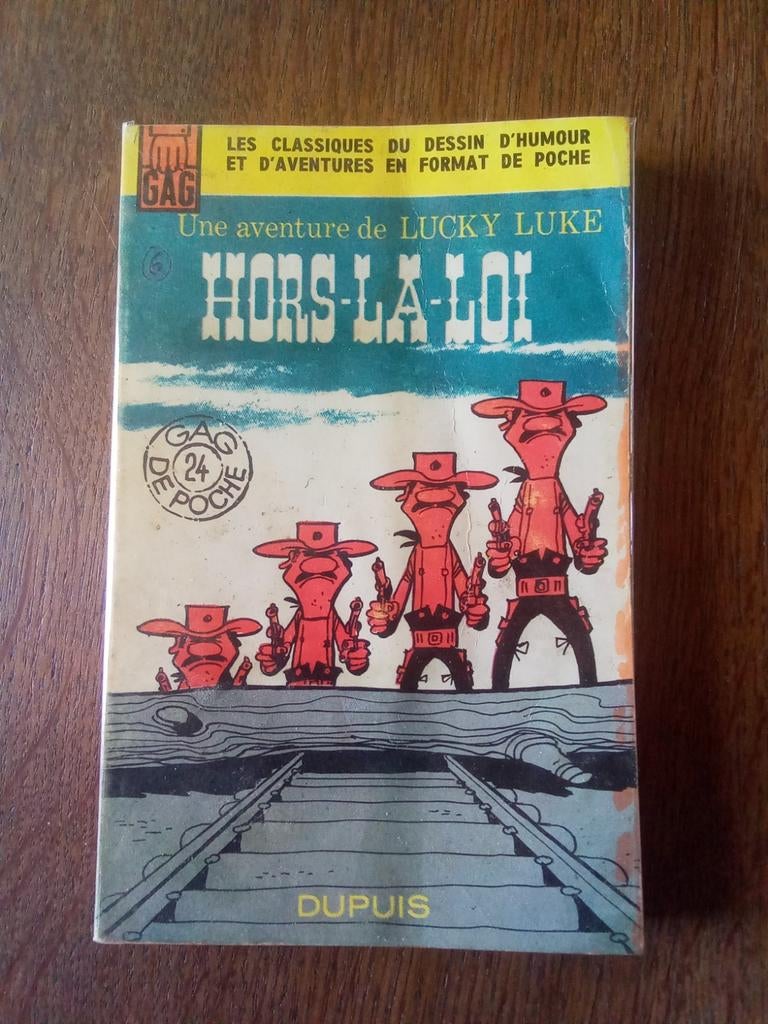 GAG
LES CLASSIQUES DU DESSIN D'HUMOUR
ET D'AVENTURES EN FORMAT DE POCHE
Une aventure de LUCKY LUKE
6
HORS-LA-LOI
GAG
24
DE POCHE
DUPUIS